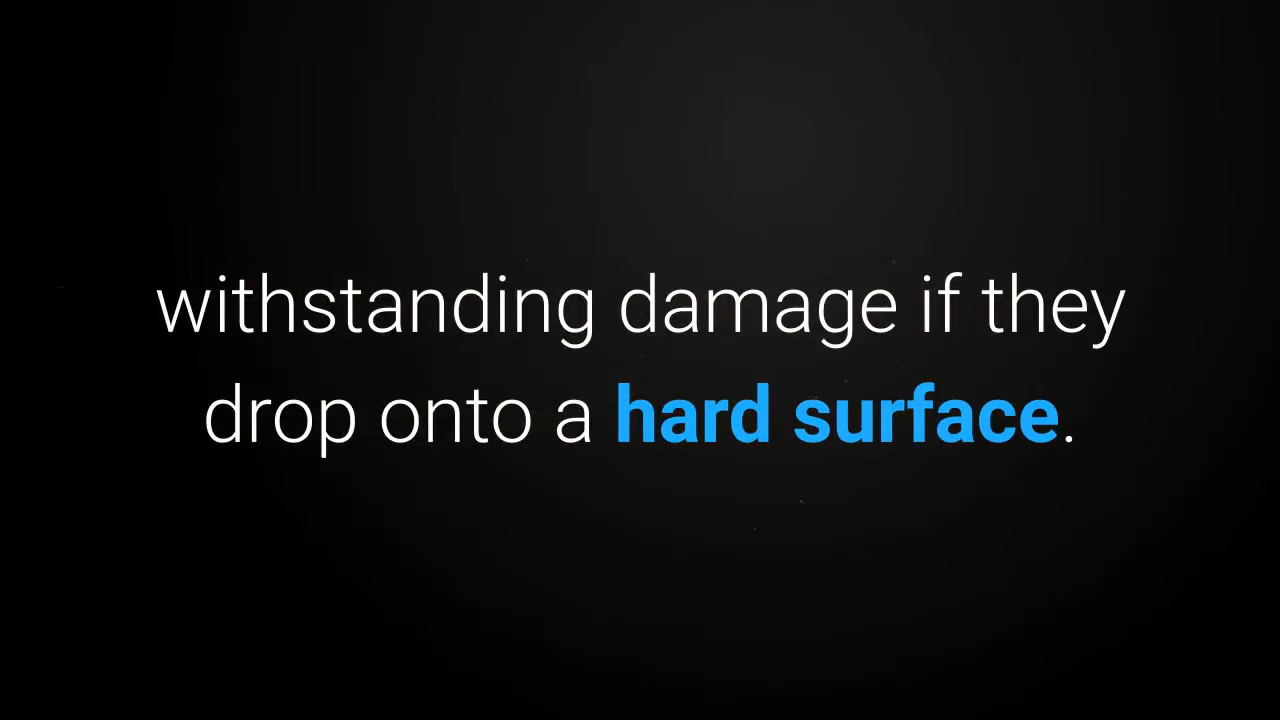 withstanding damage if they
drop onto a hard surface.